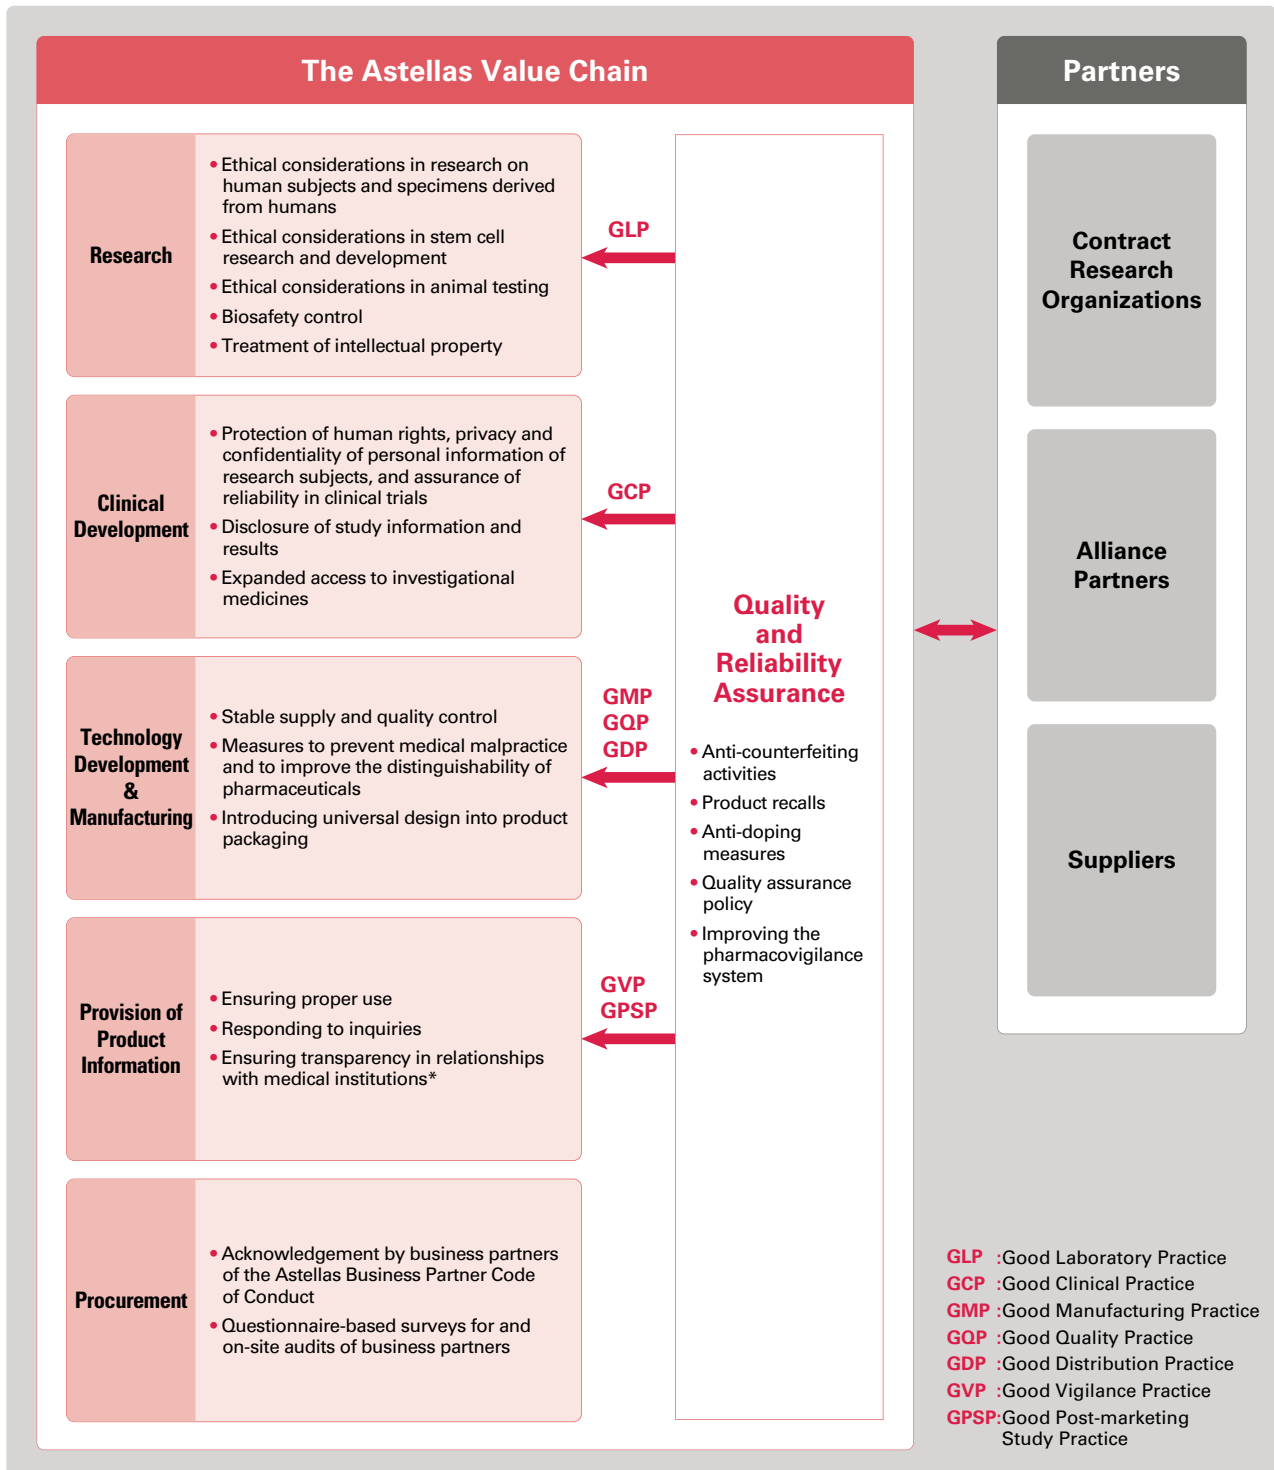 The Astellas Value Chain
Research
• Ethical considerations in research on
human subjects and specimens derived
from humans
• Ethical considerations in stem cell
research and development
• Ethical considerations in animal testing
• Biosafety control
• Treatment of intellectual property
GLP
Clinical
Development
• Protection of human rights, privacy and
confidentiality of personal information of
research subjects, and assurance of
reliability in clinical trials
• Disclosure of study information and
results
• Expanded access to investigational
medicines
GCP
Technology
Development
&
Manufacturing
• Stable supply and quality control
• Measures to prevent medical malpractice
and to improve the distinguishability of
pharmaceuticals
• Introducing universal design into product
packaging
GMP
GQP
GDP
Provision of
Product
Information
• Ensuring proper use
• Responding to inquiries
• Ensuring transparency in relationships
with medical institutions*
GVP
GPSP
Procurement
• Acknowledgement by business partners
of the Astellas Business Partner Code
of Conduct
• Questionnaire-based surveys for and
on-site audits of business partners
Quality
and
Reliability
Assurance
• Anti-counterfeiting
activities
• Product recalls
• Anti-doping
measures
• Quality assurance
policy
• Improving the
pharmacovigilance
system
Partners
Contract
Research
Organizations
Alliance
Partners
Suppliers
GLP :Good Laboratory Practice
GCP :Good Clinical Practice
GMP :Good Manufacturing Practice
GQP :Good Quality Practice
GDP :Good Distribution Practice
GVP :Good Vigilance Practice
GPSP:Good Post-marketing
Study Practice